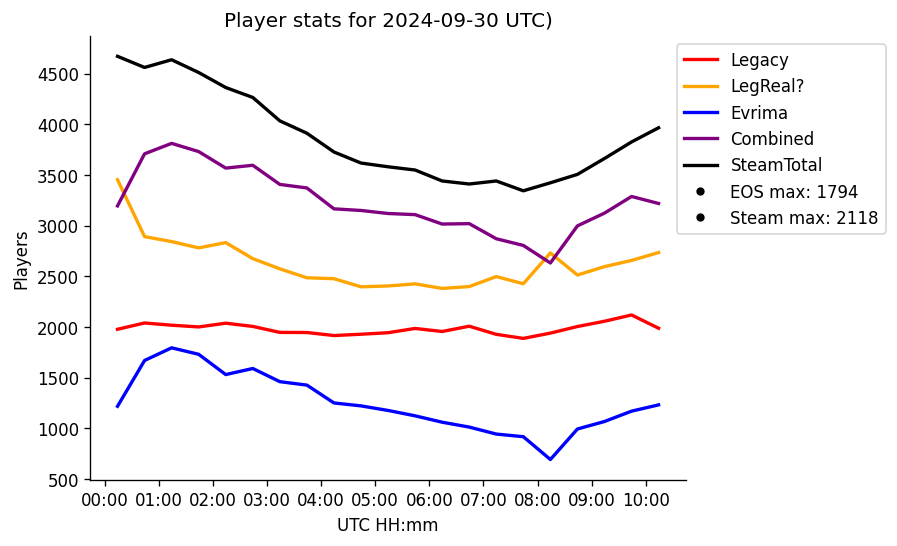 Player stats for 2024-09-30 UTC)
Legacy
LegReal?
Evrima
Combined
SteamTotal
EOS max: 1794
Steam max: 2118
Players
4500
4000
3500
3000
2500
2000
1500
1000
500
00:00 01:00 02:00 03:00 04:00 05:00 06:00 07:00 08:00 09:00 10:00
UTC HH:mm